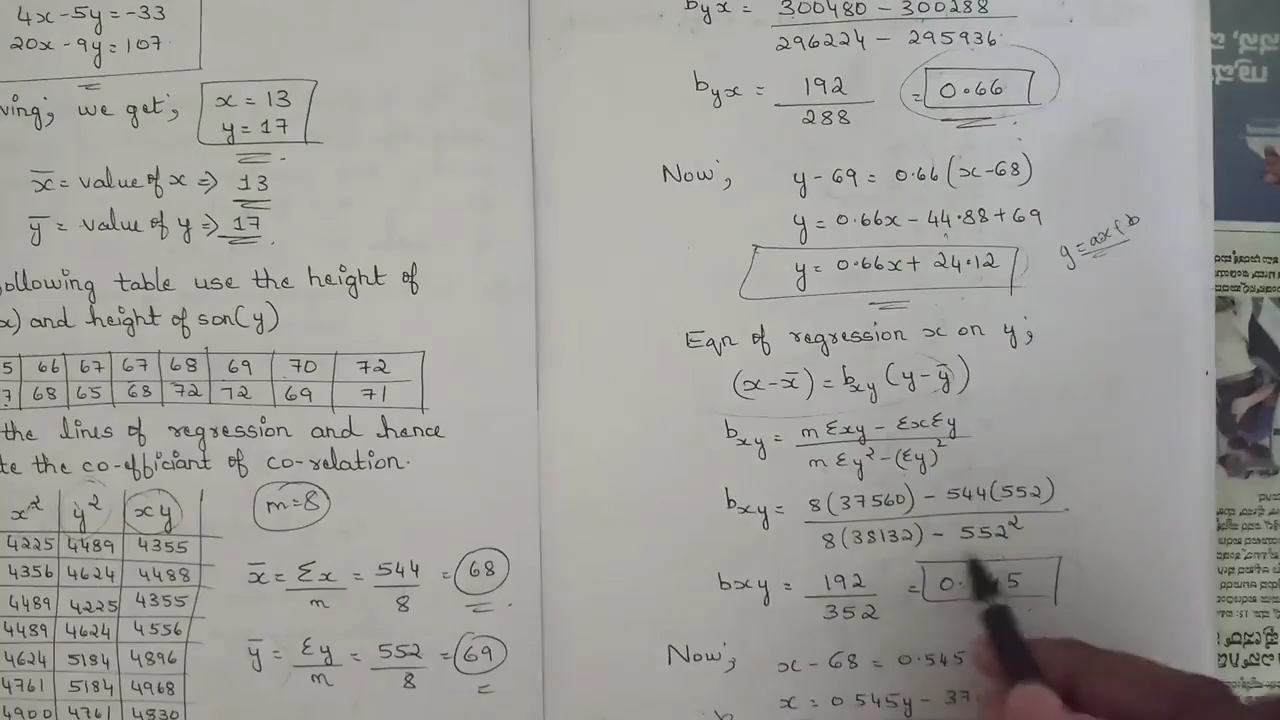 4x-5y=-33
20x-9y=107
ving; we get; x = 13
y = 17
x̄ = value of x => 13
ȳ = value of y => 17
ollowing table use the height of
x) and height of son(y)
5 66 67 67 68 69 70 72
7 68 65 68 72 72 69 71
the lines of regression and hence
te the co-efficiant of co-relation.
x² y² xy n=8
4225 4489 4355
4356 4624 4488
4489 4225 4355
4489 4624 4556
4624 5184 4896
4761 5184 4968
4900 4761 4830
x̄ = Σx/n = 544/8 = 68
ȳ = Σy/n = 552/8 = 69
byx = 300480 - 300288
296224 - 295936
byx = 192/288 = 0.66
Now; y-69 = 0.66(x-68)
y = 0.66x - 44.88+69
y = 0.66x + 24.12
y=ax+b
Eqn of regression x on y;
(x-x̄) = bxy (y-ȳ)
bxy = nΣxy - ΣxΣy
nΣy² - (Σy)²
bxy = 8(37560) - 544(552)
8(38132) - 552²
bxy = 192/352 = 0. 5
Now; x - 68 = 0.545
x = 0.545y - 37